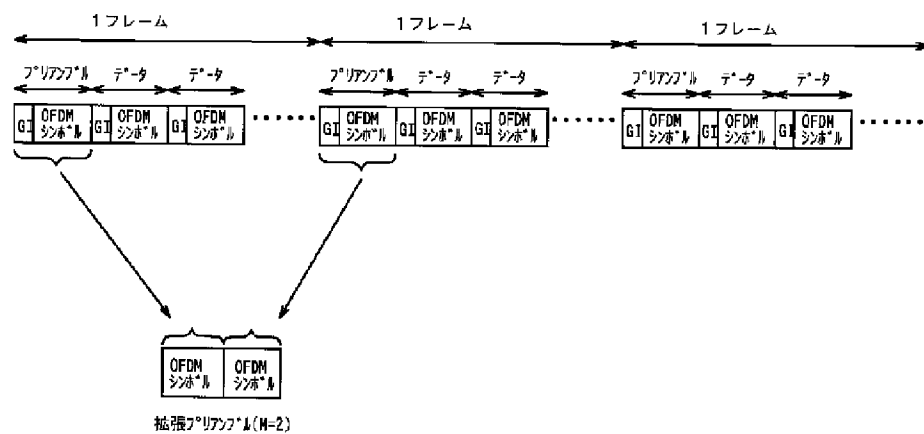 1フレーム 1フレーム 1フレーム
プリアンブル データ データ プリアンブル データ データ プリアンブル データ データ
GI OFDM シンボル GI OFDM シンボル GI OFDM シンボル ・・・・・・ GI OFDM シンボル GI OFDM シンボル GI OFDM シンボル ・・・・・・ GI OFDM シンボル GI OFDM シンボル GI OFDM シンボル ・・・・・・
OFDM シンボル OFDM シンボル
拡張プリアンブル(M=2)